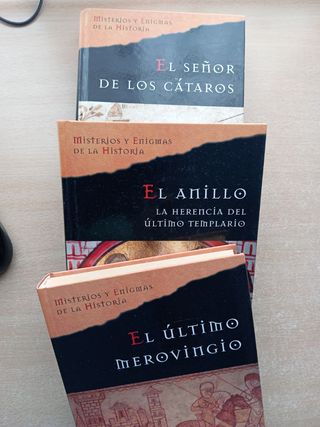 Misterios y Enigmas
de la Historia
El señor
de los cátaros
Misterios y Enigmas
de la Historia
El anillo
La herencia del
último templario
Misterios y Enigmas
de la Historia
El último
merovingio